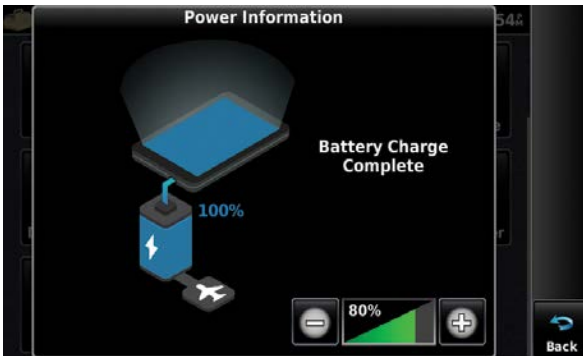 Power Information
Battery Charge
Complete
100%
80%
Back